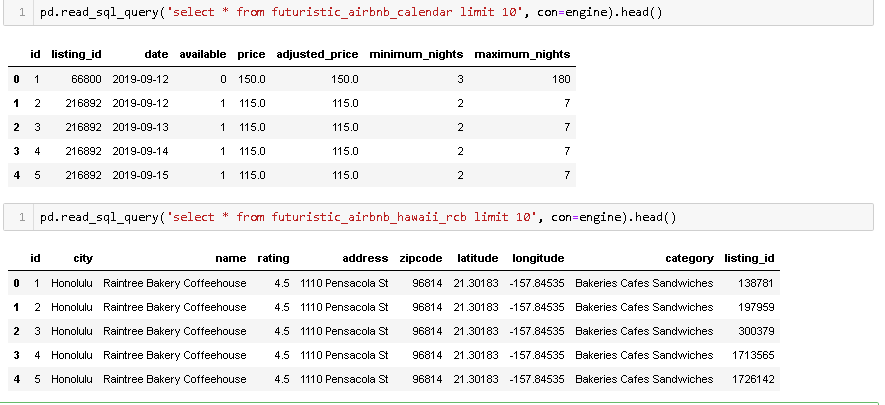 1 pd.read_sql_query('select * from futuristic_airbnb_calendar limit 10', con=engine).head()
id listing_id date available price adjusted_price minimum_nights maximum_nights
0 1 66800 2019-09-12 0 150.0 150.0 3 180
1 2 216892 2019-09-12 1 115.0 115.0 2 7
2 3 216892 2019-09-13 1 115.0 115.0 2 7
3 4 216892 2019-09-14 1 115.0 115.0 2 7
4 5 216892 2019-09-15 1 115.0 115.0 2 7
1 pd.read_sql_query('select * from futuristic_airbnb_hawaii_rcb limit 10', con=engine).head()
id city name rating address zipcode latitude longitude category listing_id
0 1 Honolulu Raintree Bakery Coffeehouse 4.5 1110 Pensacola St 96814 21.30183 -157.84535 Bakeries Cafes Sandwiches 138781
1 2 Honolulu Raintree Bakery Coffeehouse 4.5 1110 Pensacola St 96814 21.30183 -157.84535 Bakeries Cafes Sandwiches 197959
2 3 Honolulu Raintree Bakery Coffeehouse 4.5 1110 Pensacola St 96814 21.30183 -157.84535 Bakeries Cafes Sandwiches 300379
3 4 Honolulu Raintree Bakery Coffeehouse 4.5 1110 Pensacola St 96814 21.30183 -157.84535 Bakeries Cafes Sandwiches 1713565
4 5 Honolulu Raintree Bakery Coffeehouse 4.5 1110 Pensacola St 96814 21.30183 -157.84535 Bakeries Cafes Sandwiches 1726142